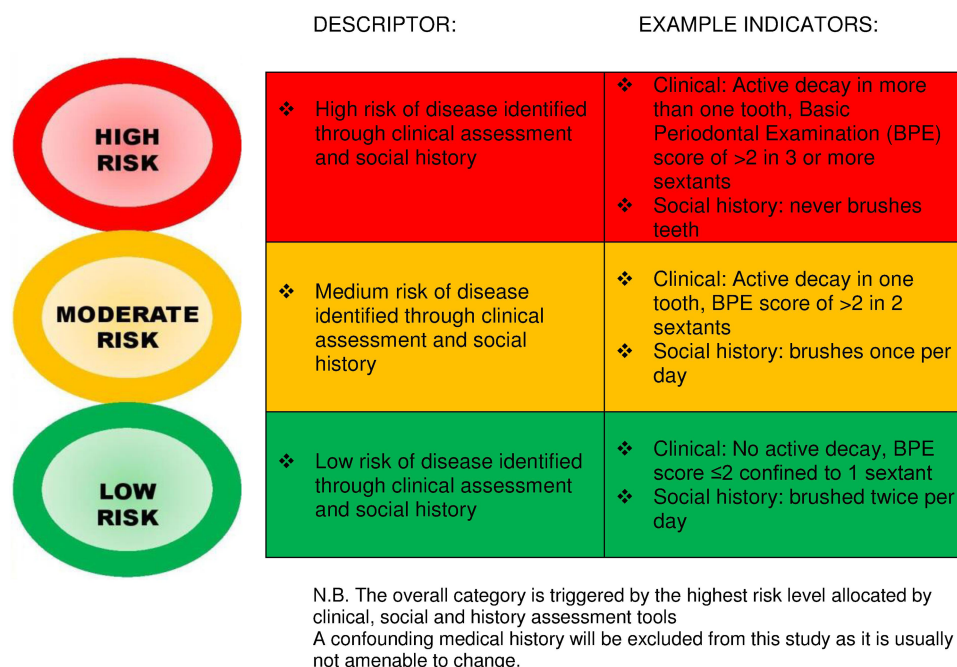 DESCRIPTOR:
EXAMPLE INDICATORS:
HIGH
RISK
❖ High risk of disease identified
through clinical assessment
and social history
❖ Clinical: Active decay in more
than one tooth, Basic
Periodontal Examination (BPE)
score of >2 in 3 or more
sextants
❖ Social history: never brushes
teeth
MODERATE
RISK
❖ Medium risk of disease
identified through clinical
assessment and social
history
❖ Clinical: Active decay in one
tooth, BPE score of >2 in 2
sextants
❖ Social history: brushes once per
day
LOW
RISK
❖ Low risk of disease identified
through clinical assessment
and social history
❖ Clinical: No active decay, BPE
score ≤2 confined to 1 sextant
❖ Social history: brushed twice per
day
N.B. The overall category is triggered by the highest risk level allocated by
clinical, social and history assessment tools
A confounding medical history will be excluded from this study as it is usually
not amenable to change.